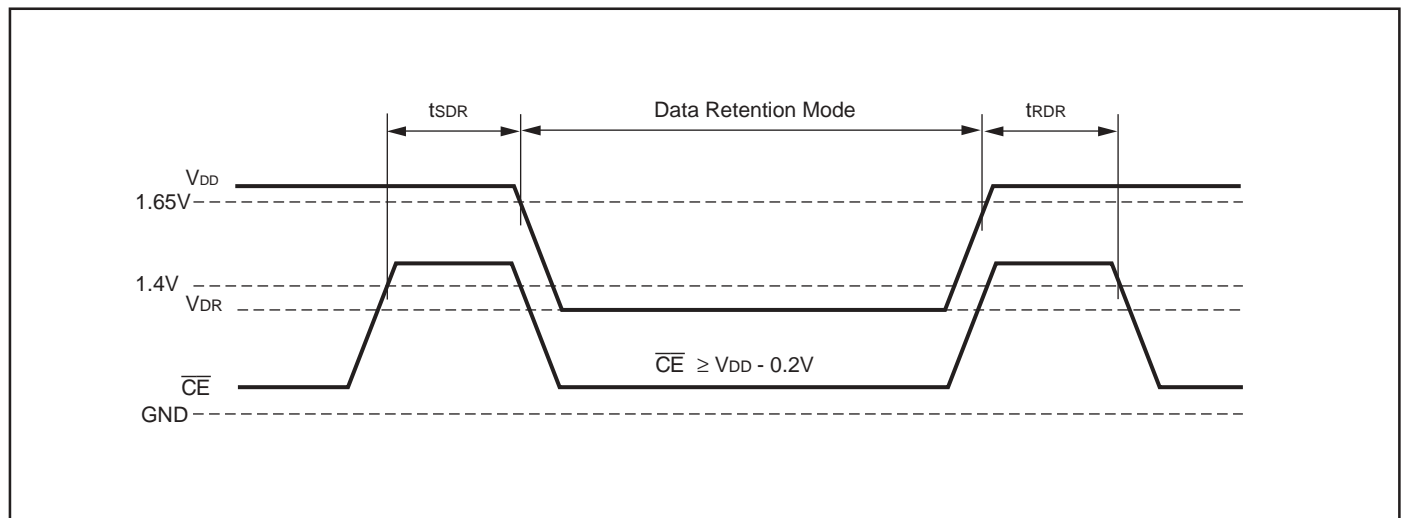 tSDR Data Retention Mode tRDR
VDD
1.65V
1.4V
VDR
CE ≥ VDD - 0.2V
CE
GND